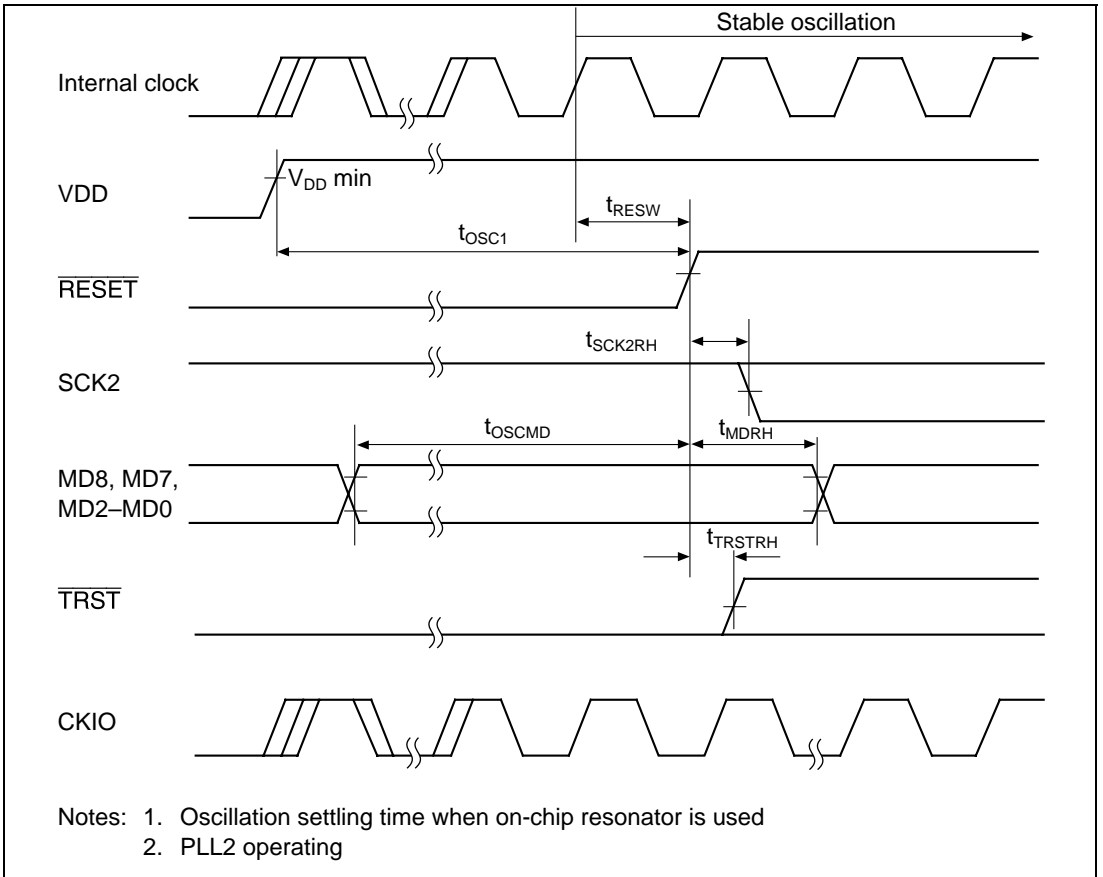 Stable oscillation
Internal clock
VDD
VDD min
tRESW
tOSC1
RESET
tSCK2RH
SCK2
tOSCMD
tMDRH
MD8, MD7,
MD2–MD0
tTRSTRH
TRST
CKIO
Notes: 1. Oscillation settling time when on-chip resonator is used
2. PLL2 operating